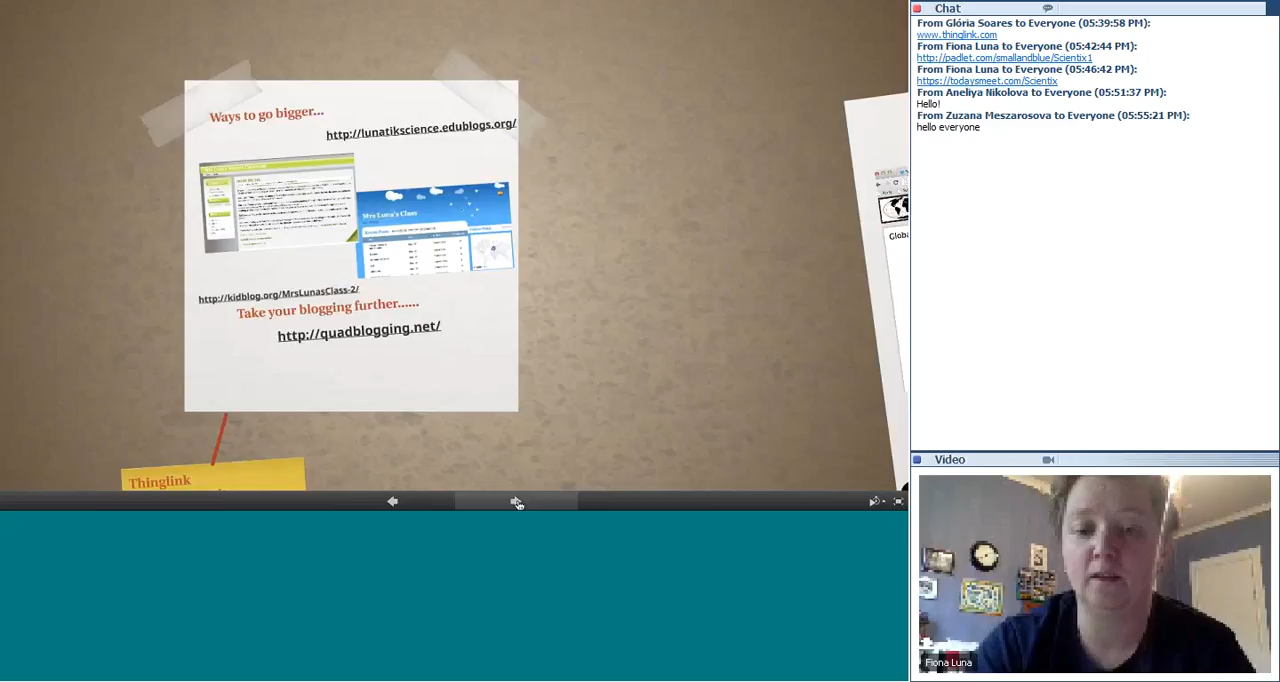 Ways to go bigger...
http://lunatikscience.edublogs.org/
Mrs Luna's Class
http://kidblog.org/MrsLunasClass-2/
Take your blogging further......
http://quadblogging.net/
Thinglink
Globa
Chat
From Glória Soares to Everyone (05:39:58 PM):
www.thinglink.com
From Fiona Luna to Everyone (05:42:44 PM):
http://padlet.com/smallandblue/Scientix1
From Fiona Luna to Everyone (05:46:42 PM):
https://todaysmeet.com/Scientix
From Aneliya Nikolova to Everyone (05:51:37 PM):
Hello!
From Zuzana Meszarosova to Everyone (05:55:21 PM):
hello everyone
Video
Fiona Luna